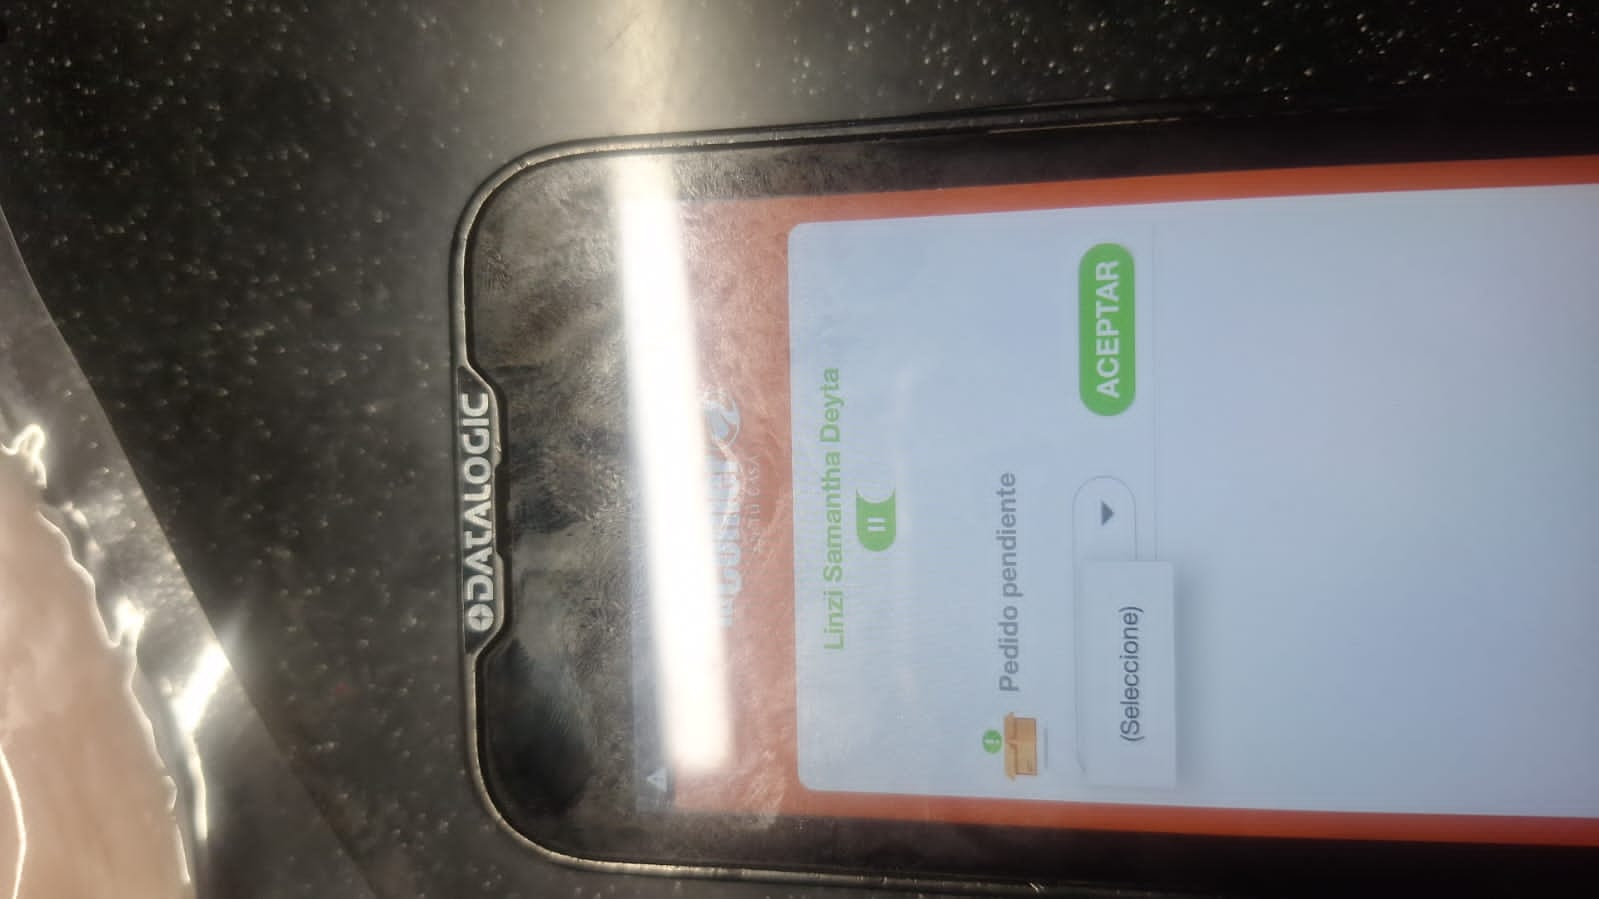 DATALOGIC
Linzi Samantha Deyta
Pedido pendiente
ACEPTAR
(Seleccione)